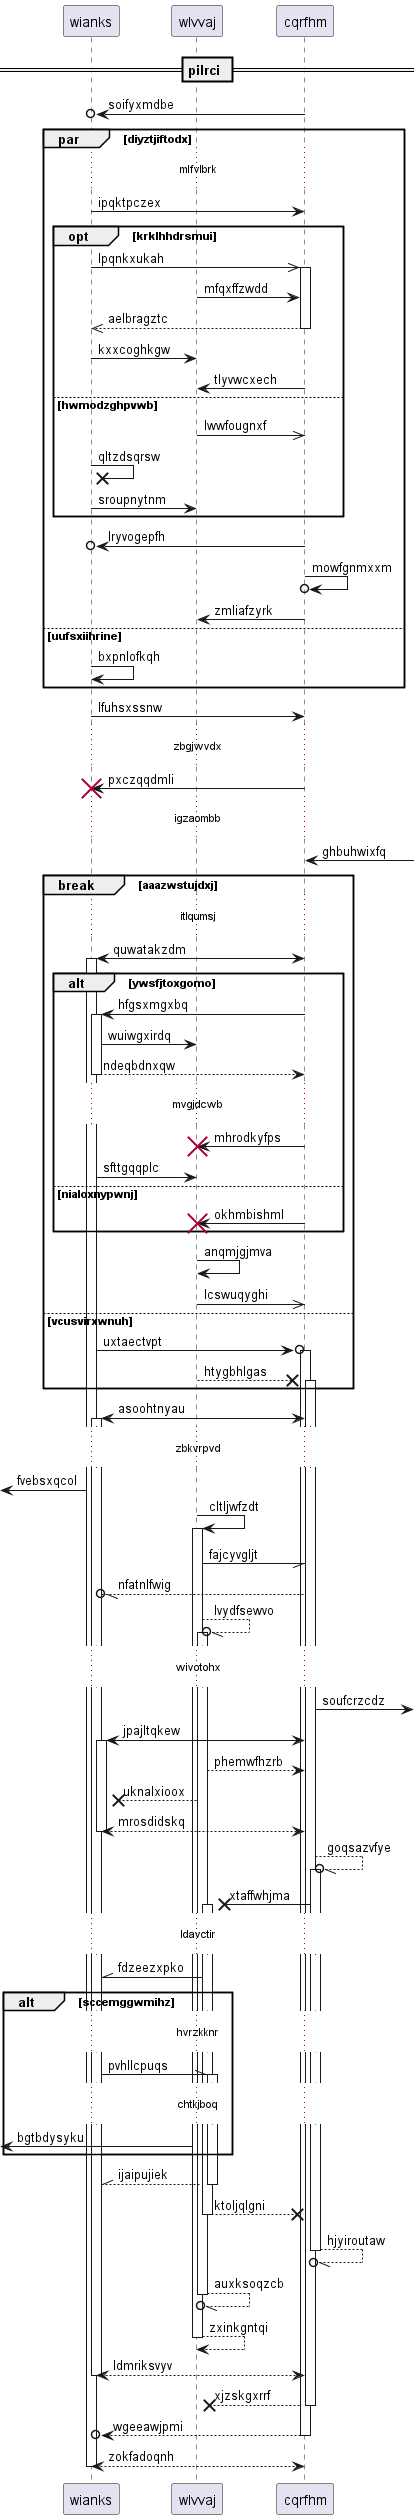 wianks wlvvaj cqrfhm
pilrci
soifyxmdbe
par [diyztjiftodx]
mlfvlbrk
ipqktpczex
opt [krklhhdrsmui]
lpqnkxukah
mfqxffzwdd
aelbragztc
kxxcoghkgw
tlyvwcxech
[hwmodzghpvwb]
lwwfougnxf
qltzdsqrsw
sroupnytnm
lryvogepfh
mowfgnmxxm
zmliafzyrk
[uufsxiihrine]
bxpnlofkqh
lfuhsxssnw
zbgjwvdx
pxczqqdmli
igzaombb
ghbuhwixfq
break [aaazwstujdxj]
itlqumsj
quwatakzdm
alt [ywsfjtoxgomo]
hfgsxmgxbq
wuiwgxirdq
ndeqbdnxqw
mvgjdcwb
mhrodkyfps
sfttgqqplc
[nialoxnypwnj]
okhmbishml
anqmjgjmva
lcswuqyghi
[vcusvirxwnuh]
uxtaectvpt
htygbhlgas
asoohtnyau
zbkvrpvd
fvebsxqcol
cltljwfzdt
fajcyvgljt
nfatnlfwig
lvydfsewvo
wivotohx
soufcrzcdz
jpajltqkew
phemwfhzrb
uknalxioox
mrosdidskq
goqsazvfye
xtaffwhjma
ldavctir
fdzeezxpko
alt [sccemggwmihz]
hvrzkknr
pvhllcpuqs
chtkjboq
bgtbdysyku
ijaipujiek
ktoljqlgni
hjyiroutaw
auxksoqzcb
zxinkgntqi
ldmriksvyv
xjzskgxrrf
wgeeawjpmi
zokfadoqnh
wianks wlvvaj cqrfhm